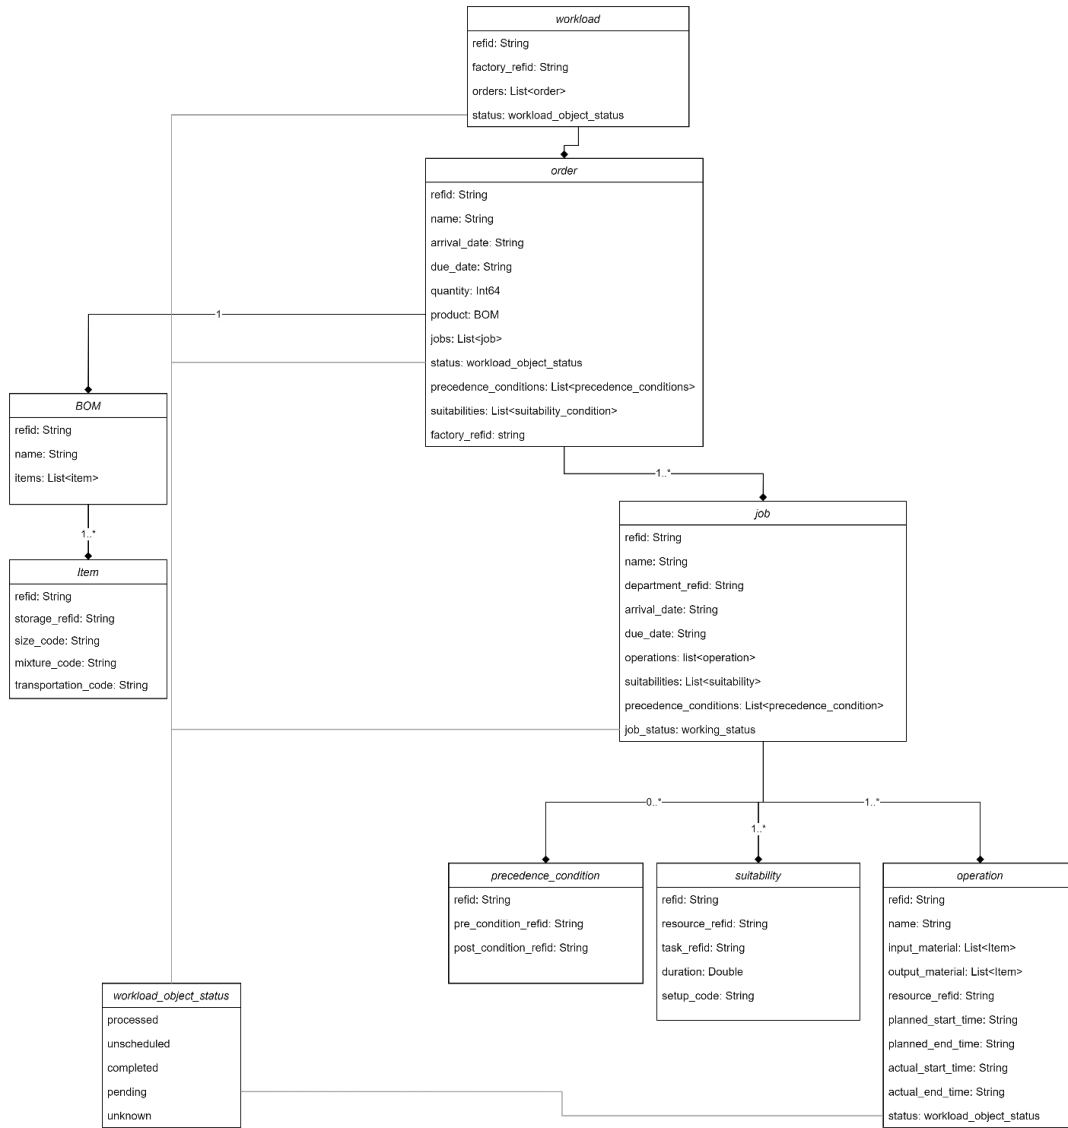 workload
refid: String
factory_refid: String
orders: List<order>
status: workload_object_status
order
refid: String
name: String
arrival_date: String
due_date: String
quantity: Int64
product: BOM
jobs: List<job>
status: workload_object_status
precedence_conditions: List<precedence_conditions>
suitabilities: List<suitability_condition>
factory_refid: string
1
BOM
refid: String
name: String
items: List<item>
1..*
Item
refid: String
storage_refid: String
size_code: String
mixture_code: String
transportation_code: String
1..*
job
refid: String
name: String
department_refid: String
arrival_date: String
due_date: String
operations: list<operation>
suitabilities: List<suitability>
precedence_conditions: List<precedence_condition>
job_status: working_status
0..*
1..*
1..*
precedence_condition
refid: String
pre_condition_refid: String
post_condition_refid: String
suitability
refid: String
resource_refid: String
task_refid: String
duration: Double
setup_code: String
operation
refid: String
name: String
input_material: List<Item>
output_material: List<Item>
resource_refid: String
planned_start_time: String
planned_end_time: String
actual_start_time: String
actual_end_time: String
status: workload_object_status
workload_object_status
processed
unscheduled
completed
pending
unknown